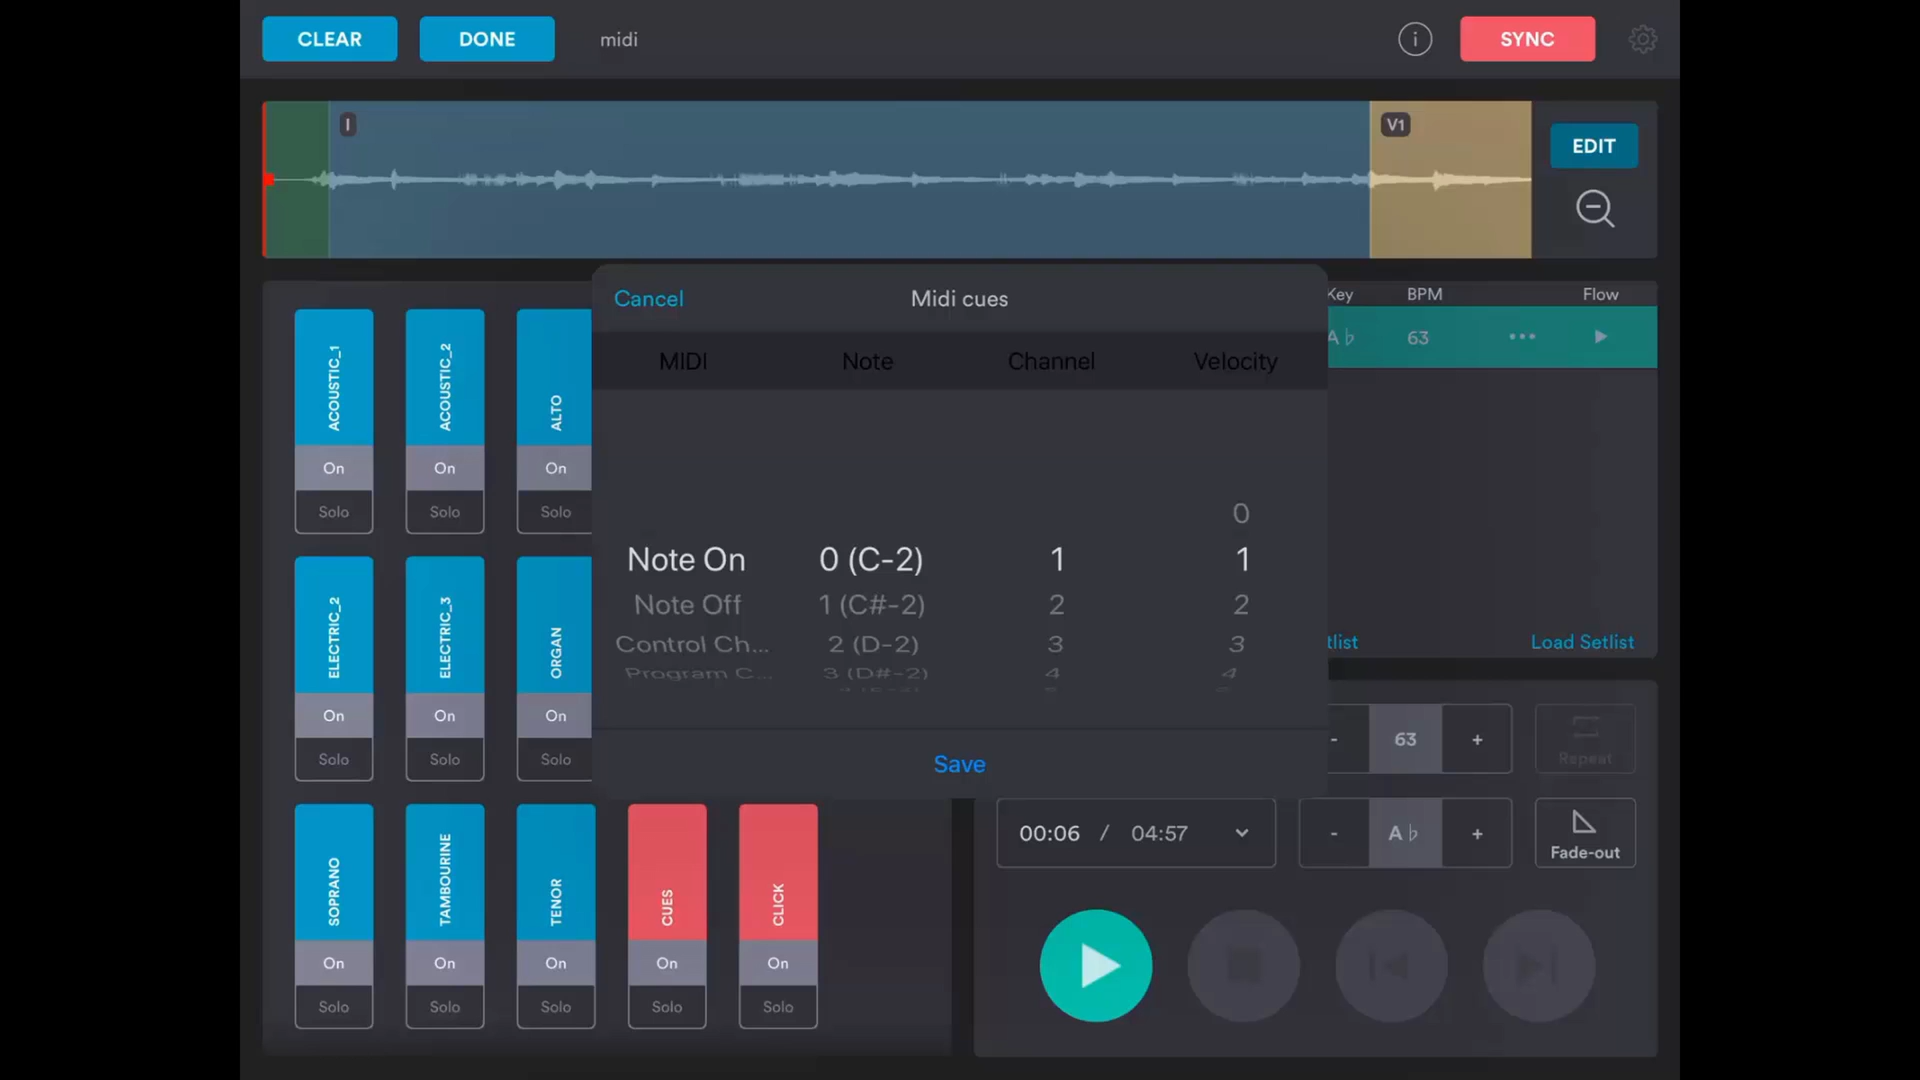 CLEAR DONE midi SYNC
I V1 EDIT
Cancel Midi cues Key BPM Flow
A♭ 63 •••
MIDI Note Channel Velocity
ACOUSTIC_1 ACOUSTIC_2 ALTO
On On On
Solo Solo Solo
0
Note On 0 (C-2) 1 1
Note Off 1 (C#-2) 2 2
Control Ch... 2 (D-2) 3 3
Program C... 3 (D#-2) 4 4
tlist Load Setlist
ELECTRIC_2 ELECTRIC_3 ORGAN
On On On
Solo Solo Solo
- 63 + Repeat
Save
00:06 / 04:57 - A♭ + Fade-out
SOPRANO TAMBOURINE TENOR CUES CLICK
On On On On On
Solo Solo Solo Solo Solo